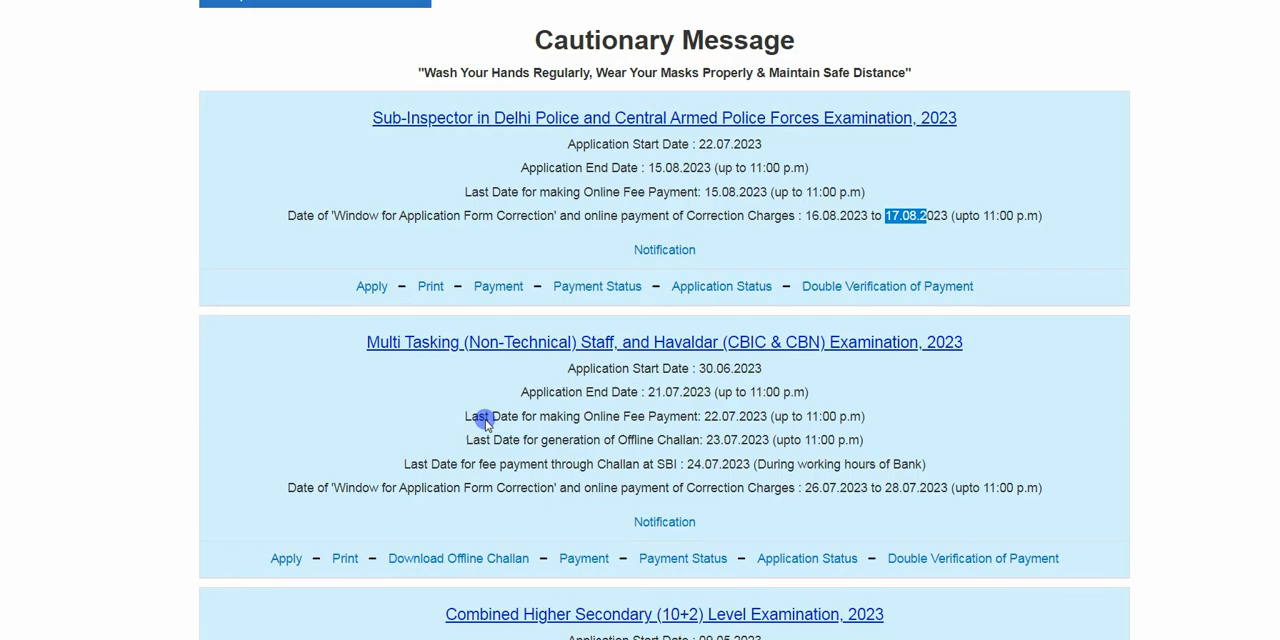 Cautionary Message
"Wash Your Hands Regularly, Wear Your Masks Properly & Maintain Safe Distance"
Sub-Inspector in Delhi Police and Central Armed Police Forces Examination, 2023
Application Start Date : 22.07.2023
Application End Date : 15.08.2023 (up to 11:00 p.m)
Last Date for making Online Fee Payment: 15.08.2023 (up to 11:00 p.m)
Date of 'Window for Application Form Correction' and online payment of Correction Charges : 16.08.2023 to 17.08.2023 (upto 11:00 p.m)
Notification
Apply – Print – Payment – Payment Status – Application Status – Double Verification of Payment
Multi Tasking (Non-Technical) Staff, and Havaldar (CBIC & CBN) Examination, 2023
Application Start Date : 30.06.2023
Application End Date : 21.07.2023 (up to 11:00 p.m)
Last Date for making Online Fee Payment: 22.07.2023 (up to 11:00 p.m)
Last Date for generation of Offline Challan: 23.07.2023 (upto 11:00 p.m)
Last Date for fee payment through Challan at SBI : 24.07.2023 (During working hours of Bank)
Date of 'Window for Application Form Correction' and online payment of Correction Charges : 26.07.2023 to 28.07.2023 (upto 11:00 p.m)
Notification
Apply – Print – Download Offline Challan – Payment – Payment Status – Application Status – Double Verification of Payment
Combined Higher Secondary (10+2) Level Examination, 2023
Application Start Date : 09.05.2023